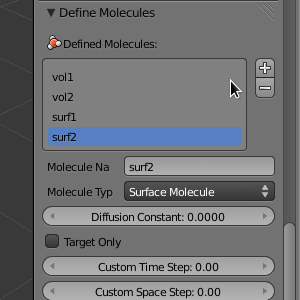 Define Molecules
Defined Molecules:
vol1
vol2
surf1
surf2
Molecule Na surf2
Molecule Typ Surface Molecule
Diffusion Constant: 0.0000
Target Only
Custom Time Step: 0.00
Custom Space Step: 0.00